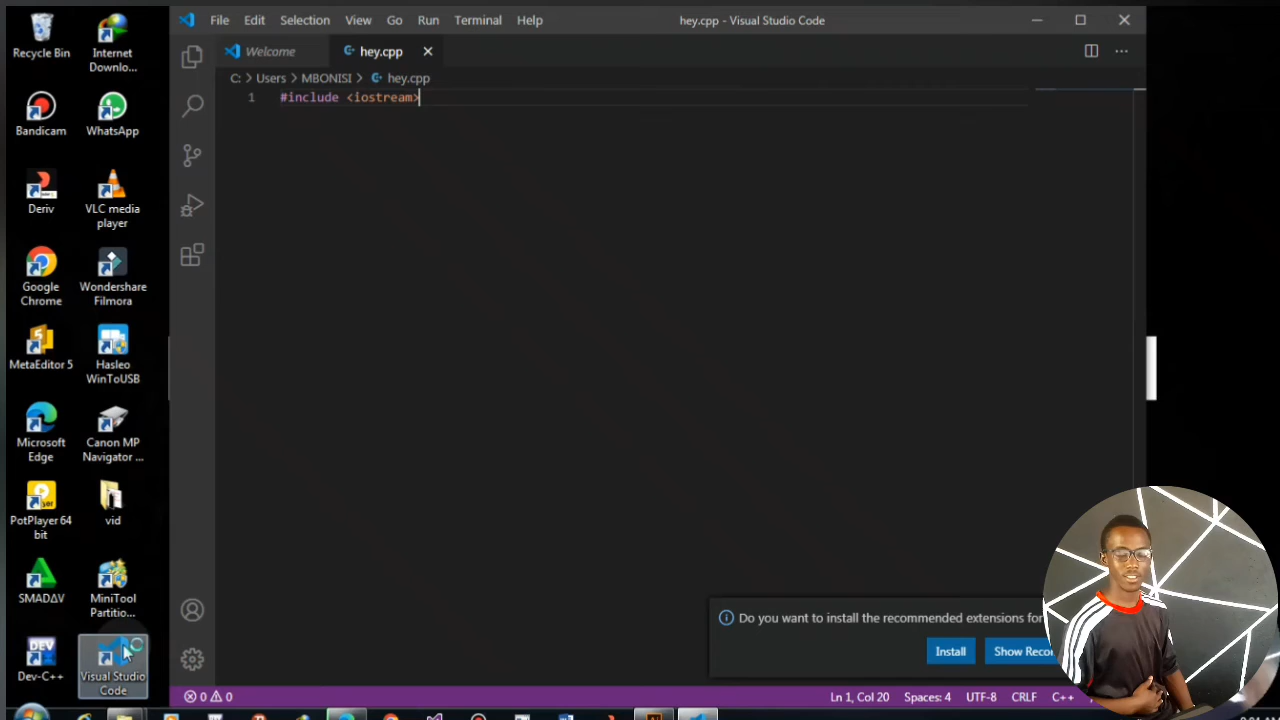 File Edit Selection View Go Run Terminal Help
hey.cpp - Visual Studio Code
Welcome
hey.cpp
C: > Users > MBONISI > hey.cpp
1 #include <iostream>
Recycle Bin
Internet
Downlo...
Bandicam
WhatsApp
Deriv
VLC media
player
Google
Chrome
Wondershare
Filmora
MetaEditor 5
Hasleo
WinToUSB
Microsoft
Edge
Canon MP
Navigator ...
PotPlayer 64
bit
vid
SMADΔV
MiniTool
Partitio...
DEV
Dev-C++
Visual Studio
Code
Do you want to install the recommended extensions for
Install
Show Reco
0 0
Ln 1, Col 20 Spaces: 4 UTF-8 CRLF C++